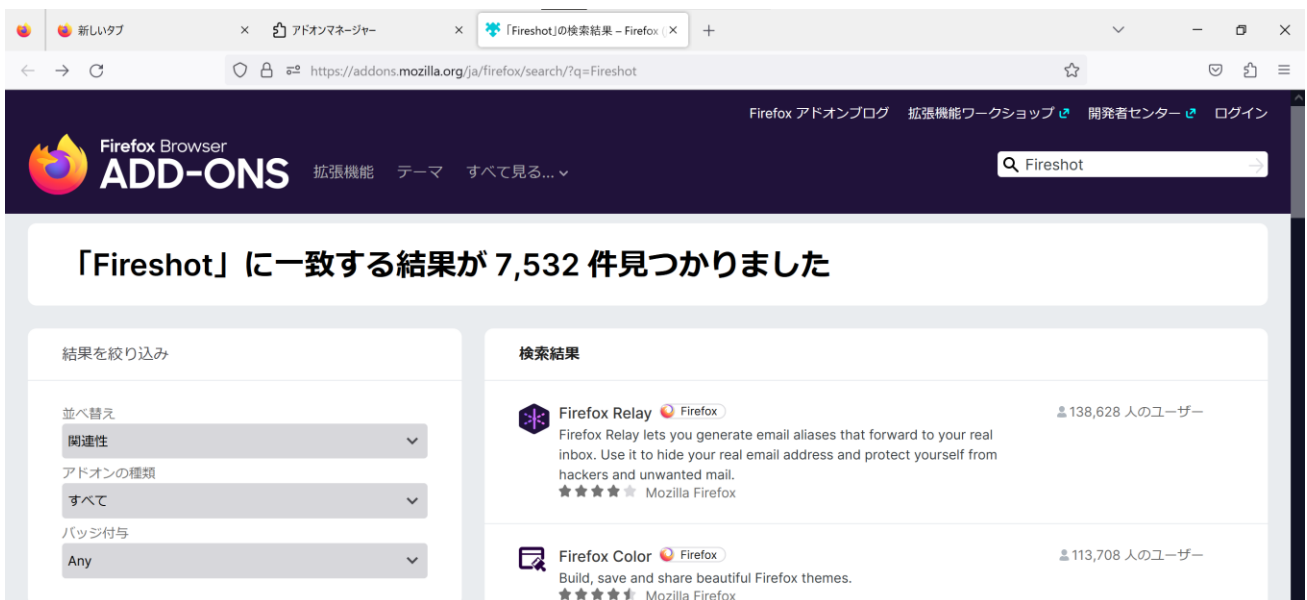 新しいタブ
アドオンマネージャー
「Fireshot」の検索結果 – Firefox (
https://addons.mozilla.org/ja/firefox/search/?q=Fireshot
Firefox アドオンブログ 拡張機能ワークショップ 開発者センター ログイン
Firefox Browser
ADD-ONS
拡張機能 テーマ すべて見る...
Fireshot
「Fireshot」に一致する結果が 7,532 件見つかりました
結果を絞り込み
並べ替え
関連性
アドオンの種類
すべて
バッジ付与
Any
検索結果
Firefox Relay Firefox
138,628 人のユーザー
Firefox Relay lets you generate email aliases that forward to your real
inbox. Use it to hide your real email address and protect yourself from
hackers and unwanted mail.
Mozilla Firefox
Firefox Color Firefox
113,708 人のユーザー
Build, save and share beautiful Firefox themes.
Mozilla Firefox